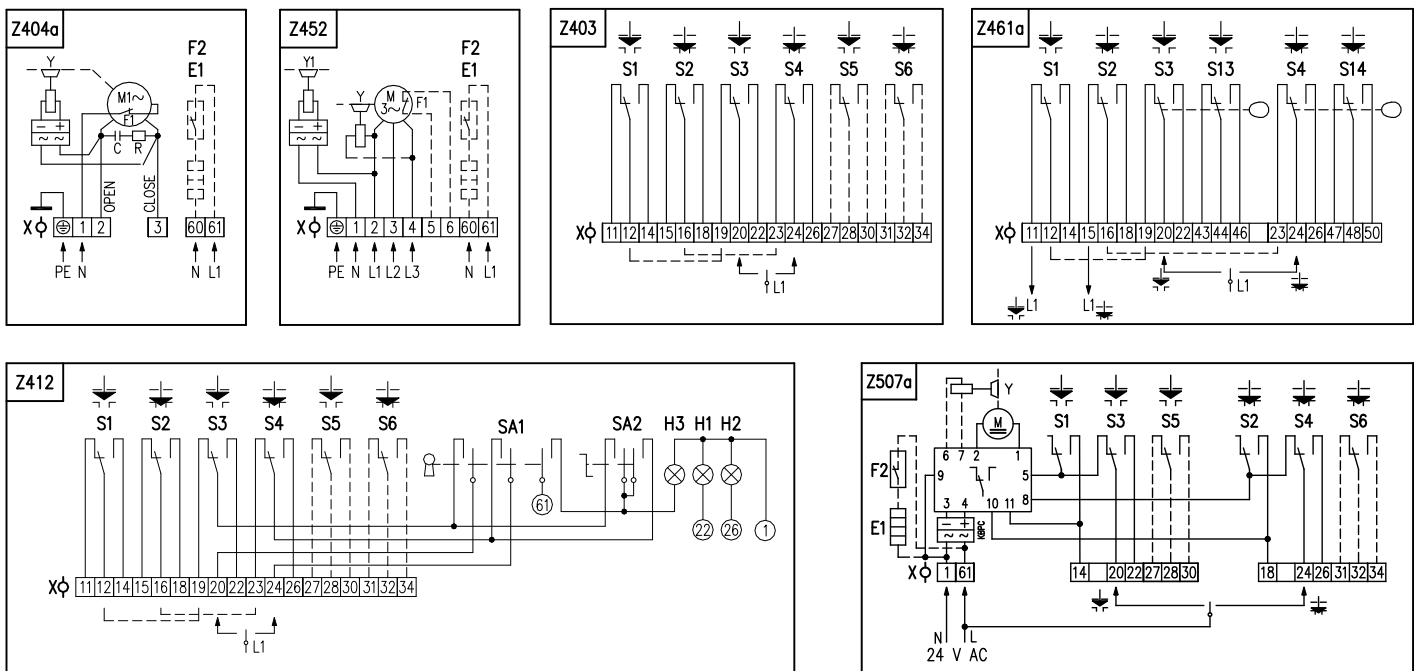 Z404a
Y
M1~
F1
F2
E1
- +
~ ~
C R
OPEN
CLOSE
X 1 2 3 60 61
PE N N L1
Z452
Y1
Y
M
3~
F1
F2
E1
- +
~ ~
X 1 2 3 4 5 6 60 61
PE N L1 L2 L3 N L1
Z403
S1 S2 S3 S4 S5 S6
X 11 12 14 15 16 18 19 20 22 23 24 26 27 28 30 31 32 34
L1
Z461a
S1 S2 S3 S13 S4 S14
X 11 12 14 15 16 18 19 20 22 43 44 46 23 24 26 47 48 50
L1 L1 L1
Z412
S1 S2 S3 S4 S5 S6 SA1 SA2 H3 H1 H2
61 22 26 1
X 11 12 14 15 16 18 19 20 22 23 24 26 27 28 30 31 32 34
L1
Z507a
Y
M
S1 S3 S5 S2 S4 S6
F2
E1
6 7 2 1
9 5
8
3 4 10 11
- +
~ ~
KBPC
X 1 61 14 20 22 27 28 30 18 24 26 31 32 34
N L
24 V AC